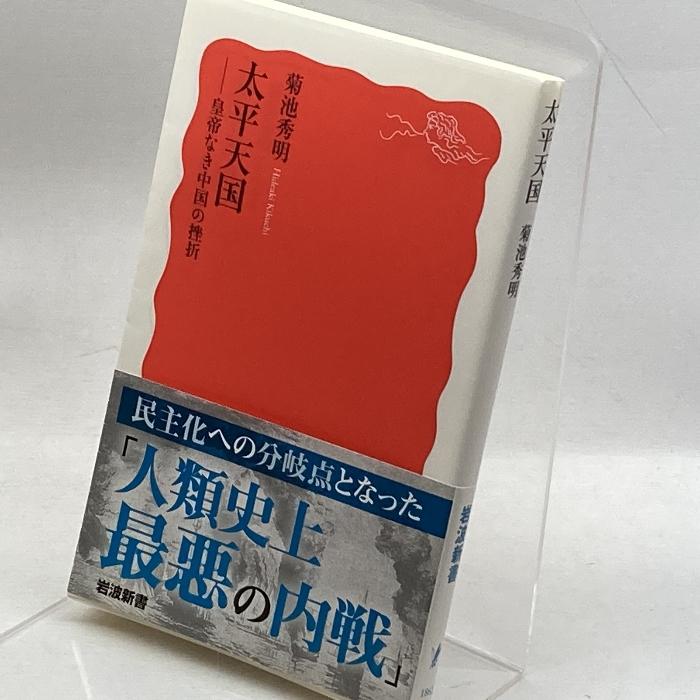 菊池秀明
Hideaki Kikuchi
太平天国
―皇帝なき中国の挫折
民主化への分岐点となった
「人類史上
最悪の内戦」
岩波新書
太平天国
菊池秀明
岩波新書